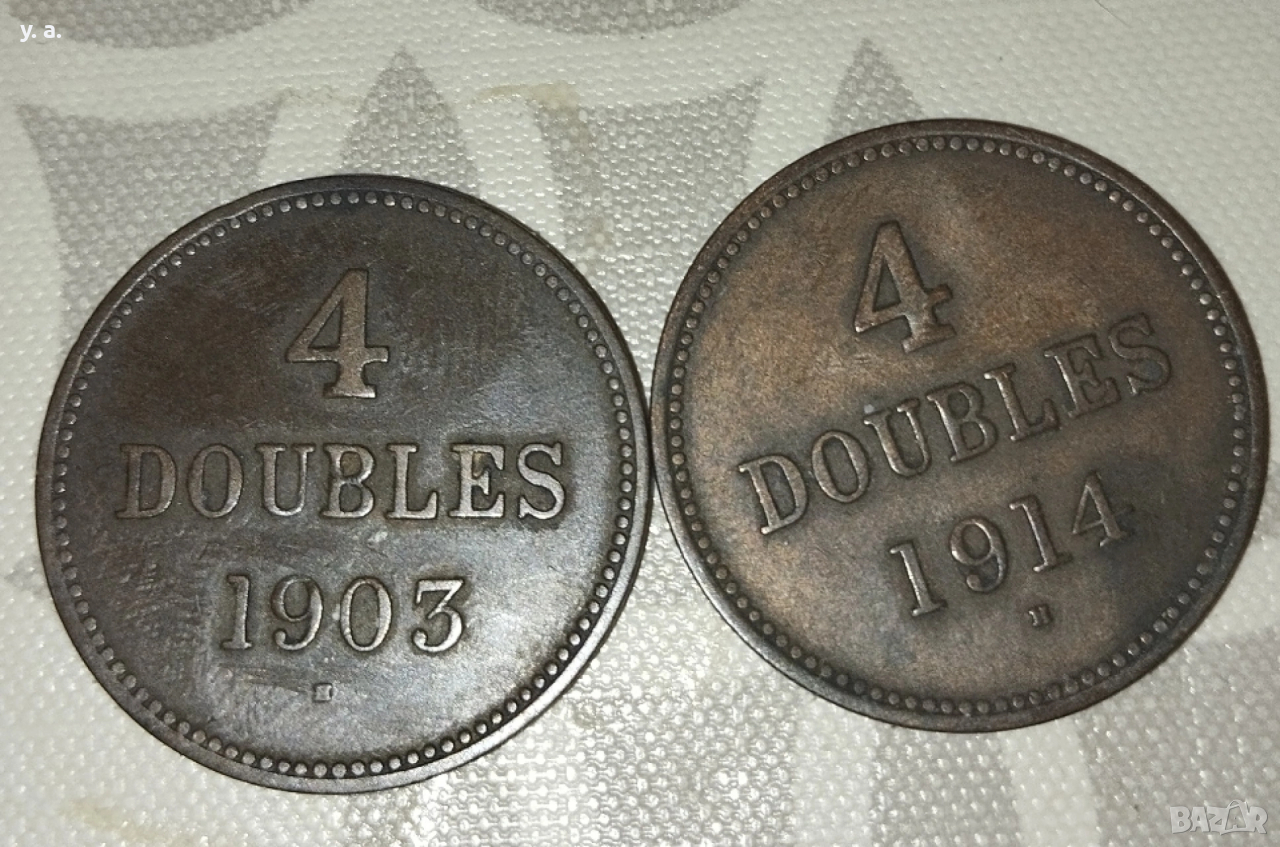 y. a.
4
DOUBLES
1903
H
4
DOUBLES
1914
H
BAZAR